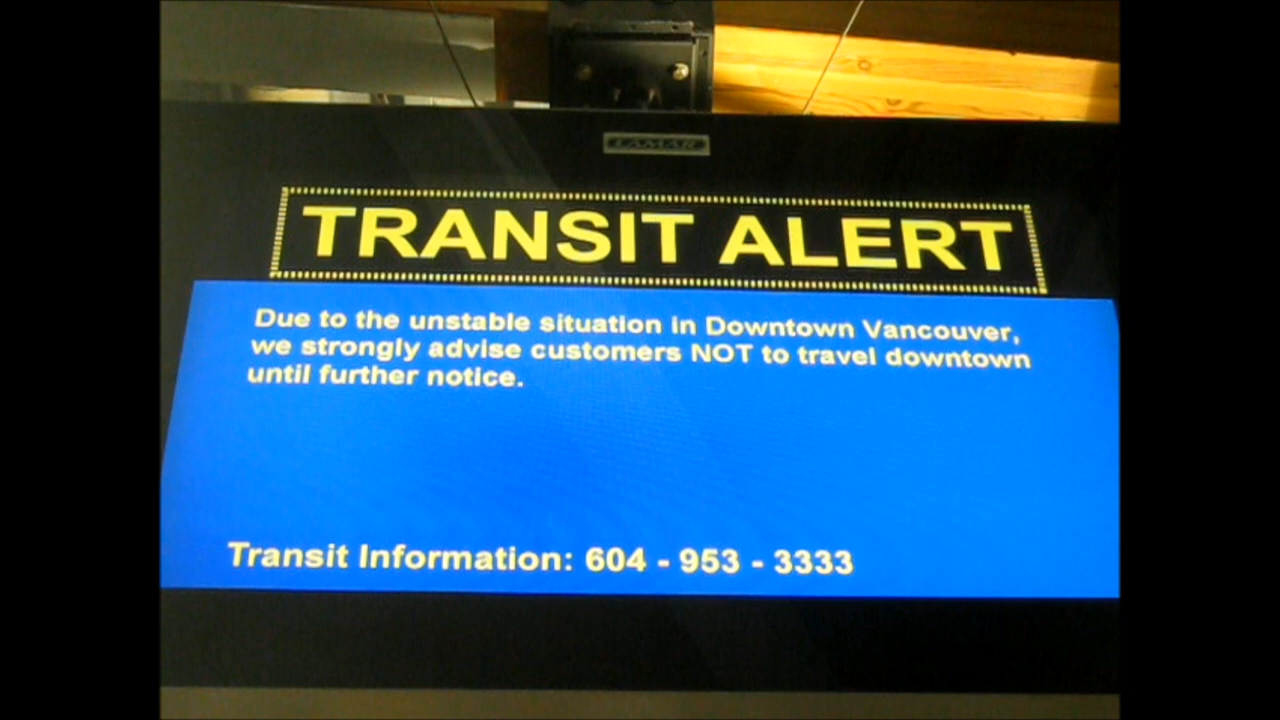 LAMAR
TRANSIT ALERT
Due to the unstable situation in Downtown Vancouver,
we strongly advise customers NOT to travel downtown
until further notice.
Transit Information: 604 - 953 - 3333